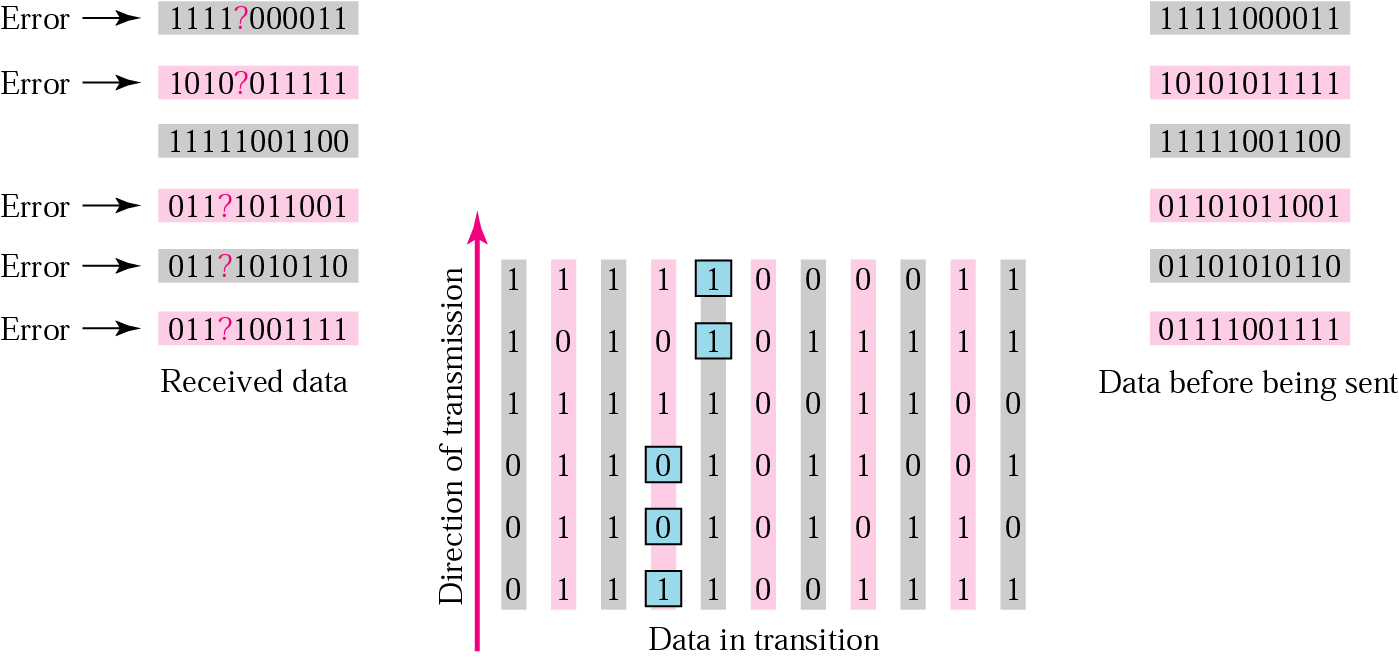 Error 1111?000011
Error 1010?011111
11111001100
Error 011?1011001
Error 011?1010110
Error 011?1001111
Received data
Direction of transmission
1 1 1 1 1 0 0 0 0 1 1
1 0 1 0 1 0 1 1 1 1 1
1 1 1 1 1 0 0 1 1 0 0
0 1 1 0 1 0 1 1 0 0 1
0 1 1 0 1 0 1 0 1 1 0
0 1 1 1 1 0 0 1 1 1 1
Data in transition
11111000011
10101011111
11111001100
01101011001
01101010110
01111001111
Data before being sent